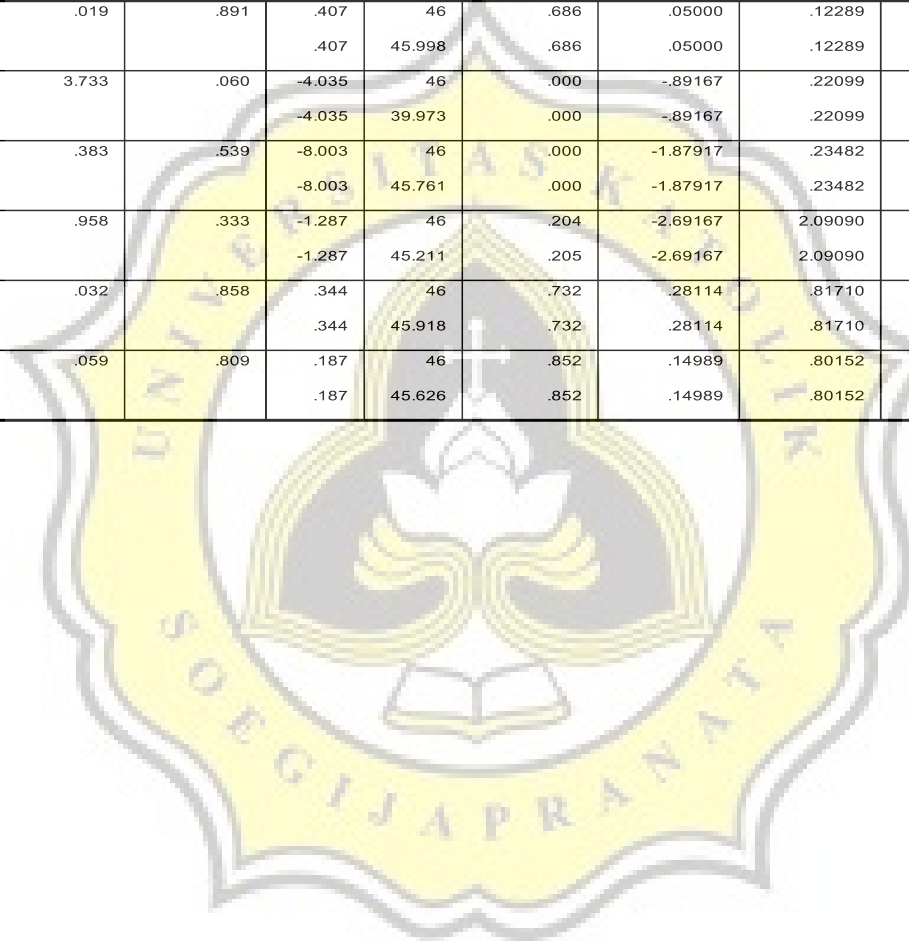 .019 .891 .407 46 .686 .05000 .12289
.407 45.998 .686 .05000 .12289
3.733 .060 -4.035 46 .000 -.89167 .22099
-4.035 39.973 .000 -.89167 .22099
.383 .539 -8.003 46 .000 -1.87917 .23482
-8.003 45.761 .000 -1.87917 .23482
.958 .333 -1.287 46 .204 -2.69167 2.09090
-1.287 45.211 .205 -2.69167 2.09090
.032 .858 .344 46 .732 .28114 .81710
.344 45.918 .732 .28114 .81710
.059 .809 .187 46 .852 .14989 .80152
.187 45.626 .852 .14989 .80152
UNIVERSITAS KATOLIK
SOEGIJAPRANATA